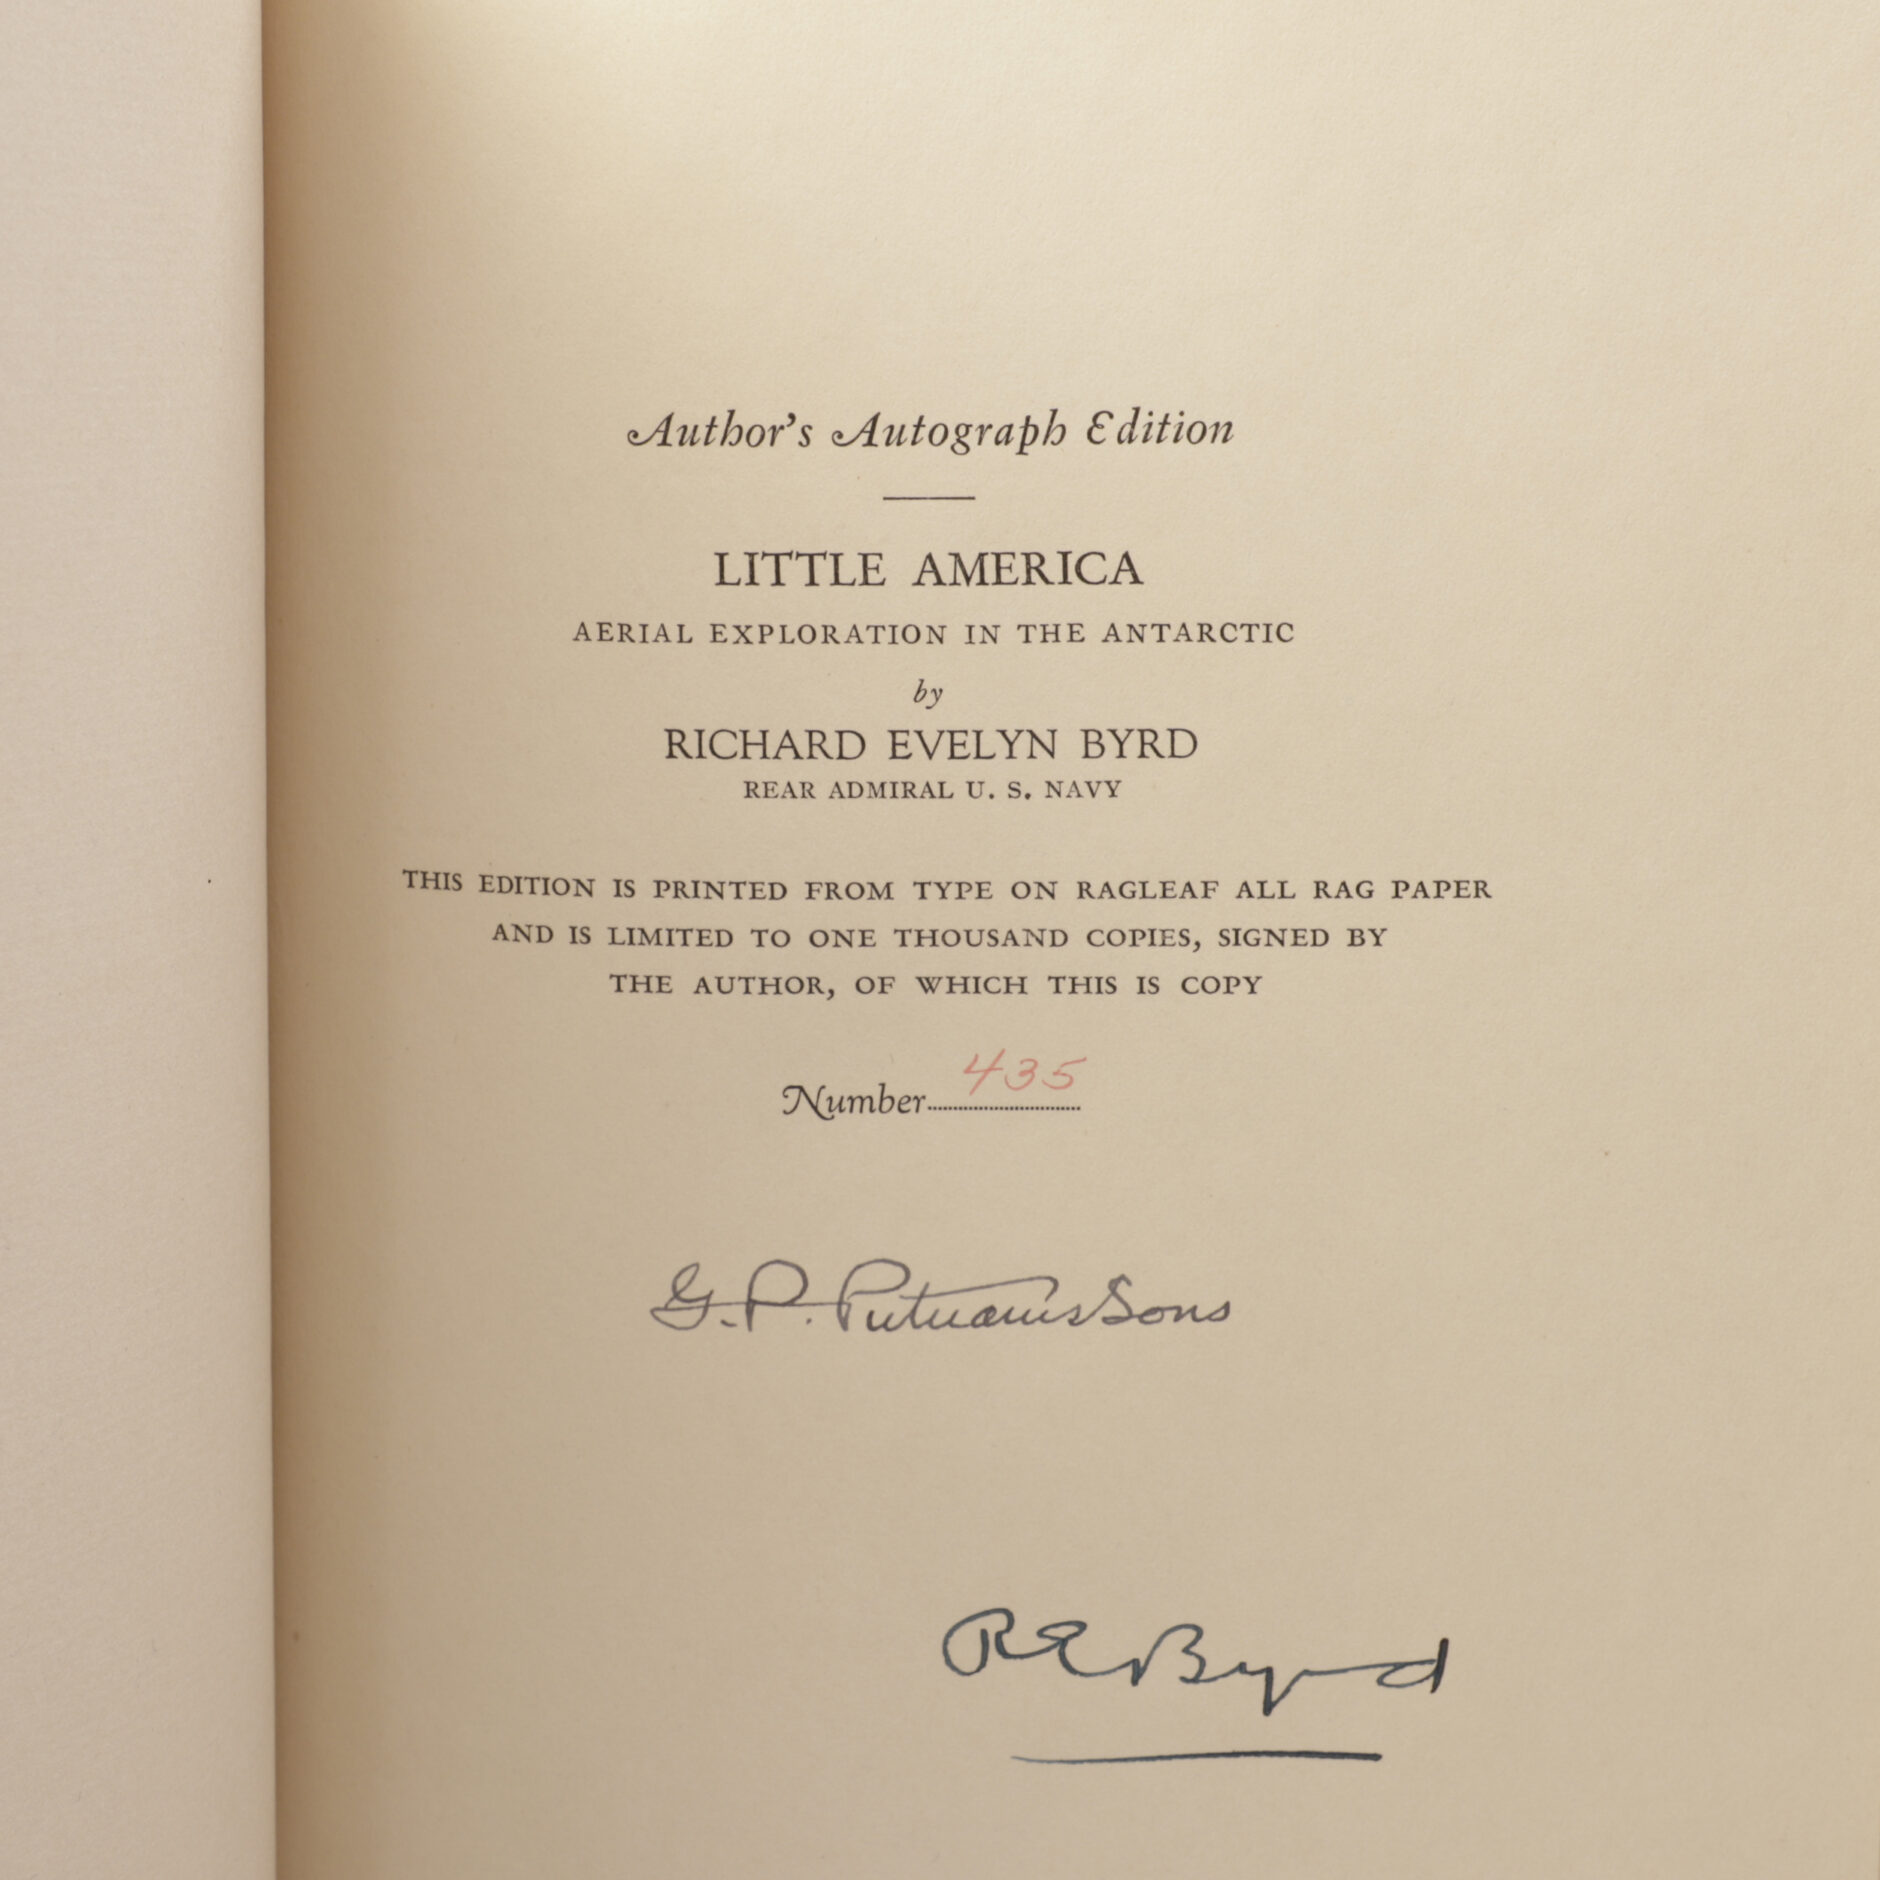 Author's Autograph Edition
LITTLE AMERICA
AERIAL EXPLORATION IN THE ANTARCTIC
by
RICHARD EVELYN BYRD
REAR ADMIRAL U. S. NAVY
THIS EDITION IS PRINTED FROM TYPE ON RAGLEAF ALL RAG PAPER
AND IS LIMITED TO ONE THOUSAND COPIES, SIGNED BY
THE AUTHOR, OF WHICH THIS IS COPY
Number 435
G. P. Putnam's Sons
R E Byrd